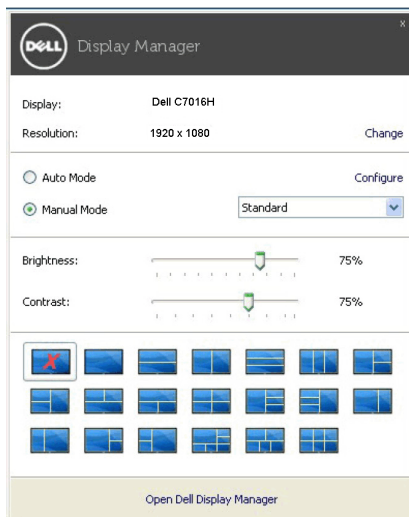 x
DELL Display Manager
Display: Dell C7016H
Resolution: 1920 x 1080 Change
Auto Mode Configure
Manual Mode Standard
Brightness: 75%
Contrast: 75%
X
Open Dell Display Manager